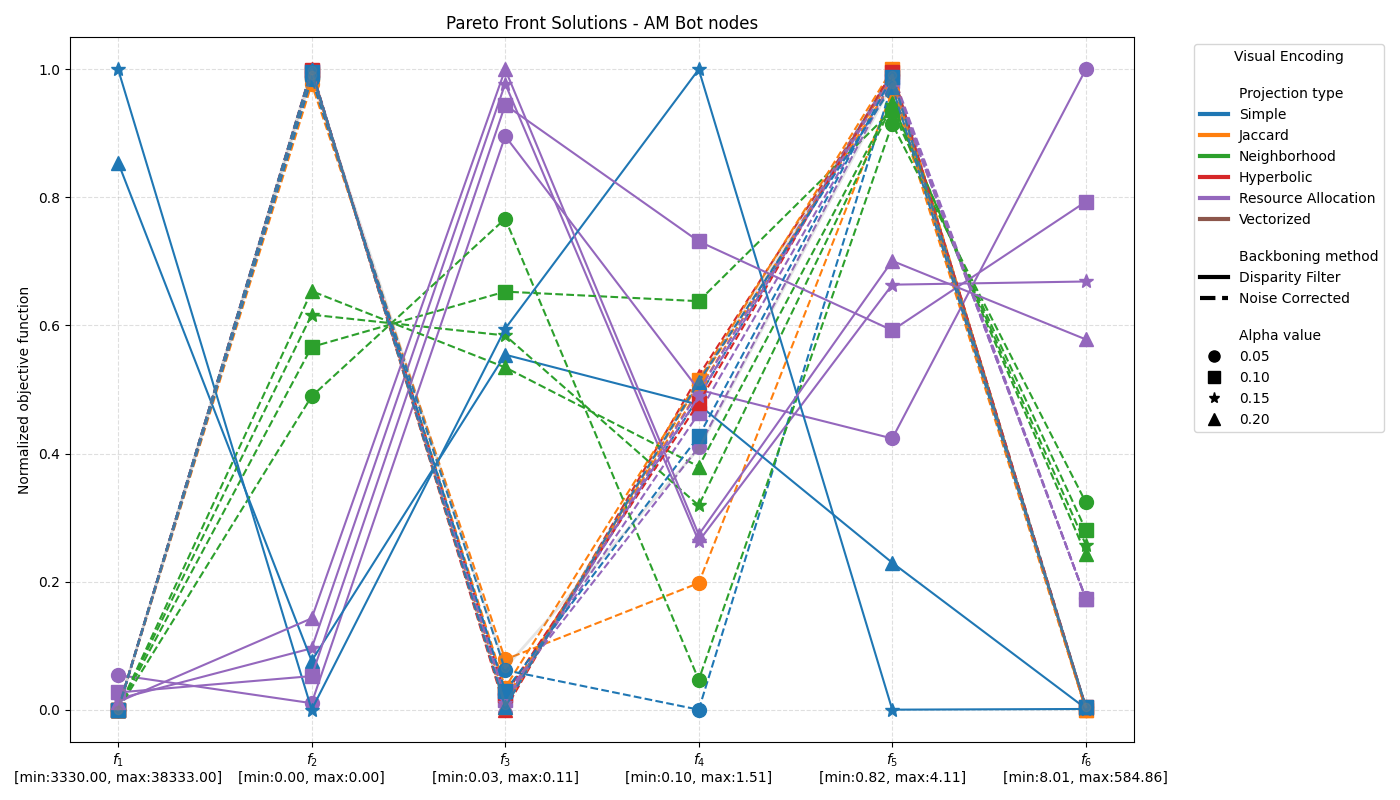 Pareto Front Solutions - AM Bot nodes
Normalized objective function
1.0
0.8
0.6
0.4
0.2
0.0
f1
[min:3330.00, max:38333.00]
f2
[min:0.00, max:0.00]
f3
[min:0.03, max:0.11]
f4
[min:0.10, max:1.51]
f5
[min:0.82, max:4.11]
f6
[min:8.01, max:584.86]
Visual Encoding
Projection type
Simple
Jaccard
Neighborhood
Hyperbolic
Resource Allocation
Vectorized
Backboning method
Disparity Filter
Noise Corrected
Alpha value
0.05
0.10
0.15
0.20